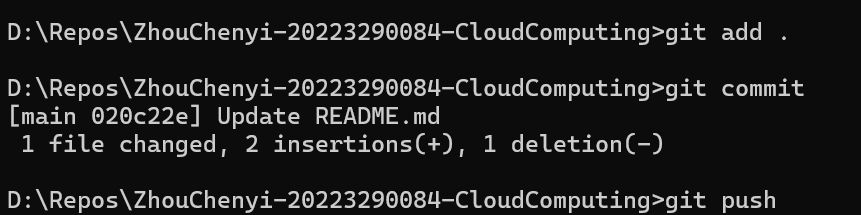 D:\Repos\ZhouChenyi-20223290084-CloudComputing>git add .
D:\Repos\ZhouChenyi-20223290084-CloudComputing>git commit
[main 020c22e] Update README.md
 1 file changed, 2 insertions(+), 1 deletion(-)
D:\Repos\ZhouChenyi-20223290084-CloudComputing>git push